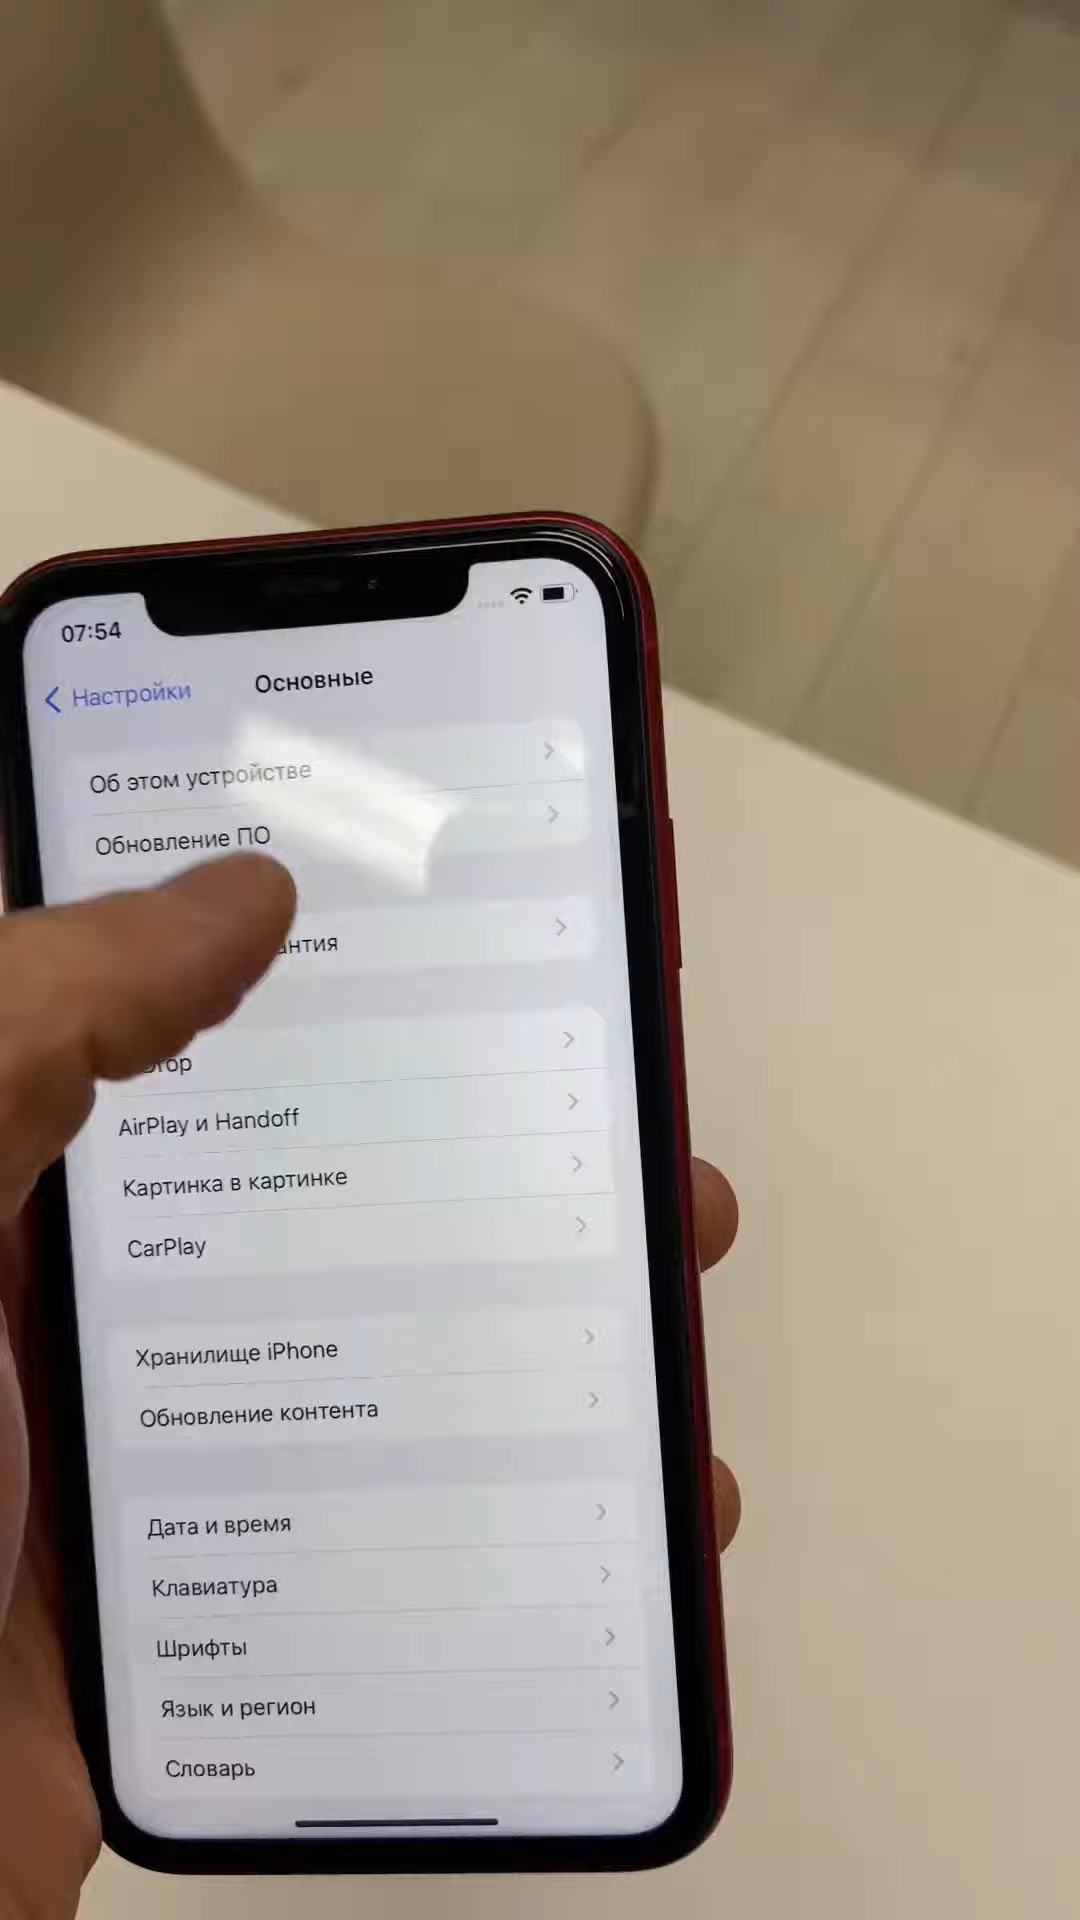 07:54
Настройки
Основные
Об этом устройстве
Обновление ПО
AirPlay и Handoff
Картинка в картинке
CarPlay
Хранилище iPhone
Обновление контента
Дата и время
Клавиатура
Шрифты
Язык и регион
Словарь